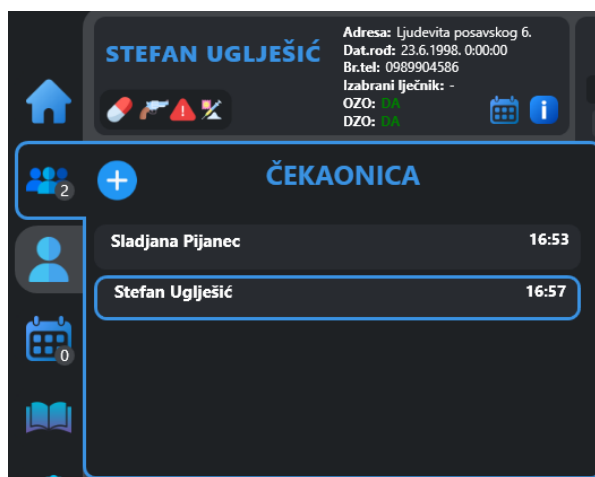 STEFAN UGLJEŠIĆ
Adresa: Ljudevita posavskog 6.
Dat.rođ: 23.6.1998. 0:00:00
Br.tel: 0989904586
Izabrani lječnik: -
OZO: DA
DZO: DA
2
ČEKAONICA
Sladjana Pijanec 16:53
Stefan Uglješić 16:57
0